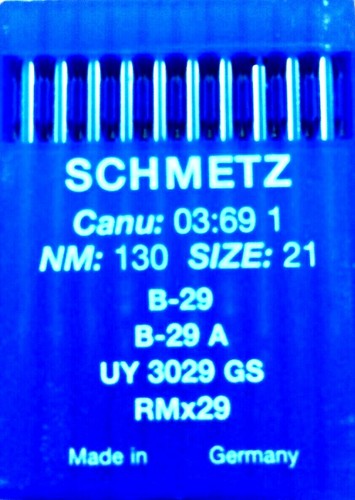 SCHMETZ
Canu: 03:69 1
NM: 130 SIZE: 21
B-29
B-29 A
UY 3029 GS
RMx29
Made in Germany